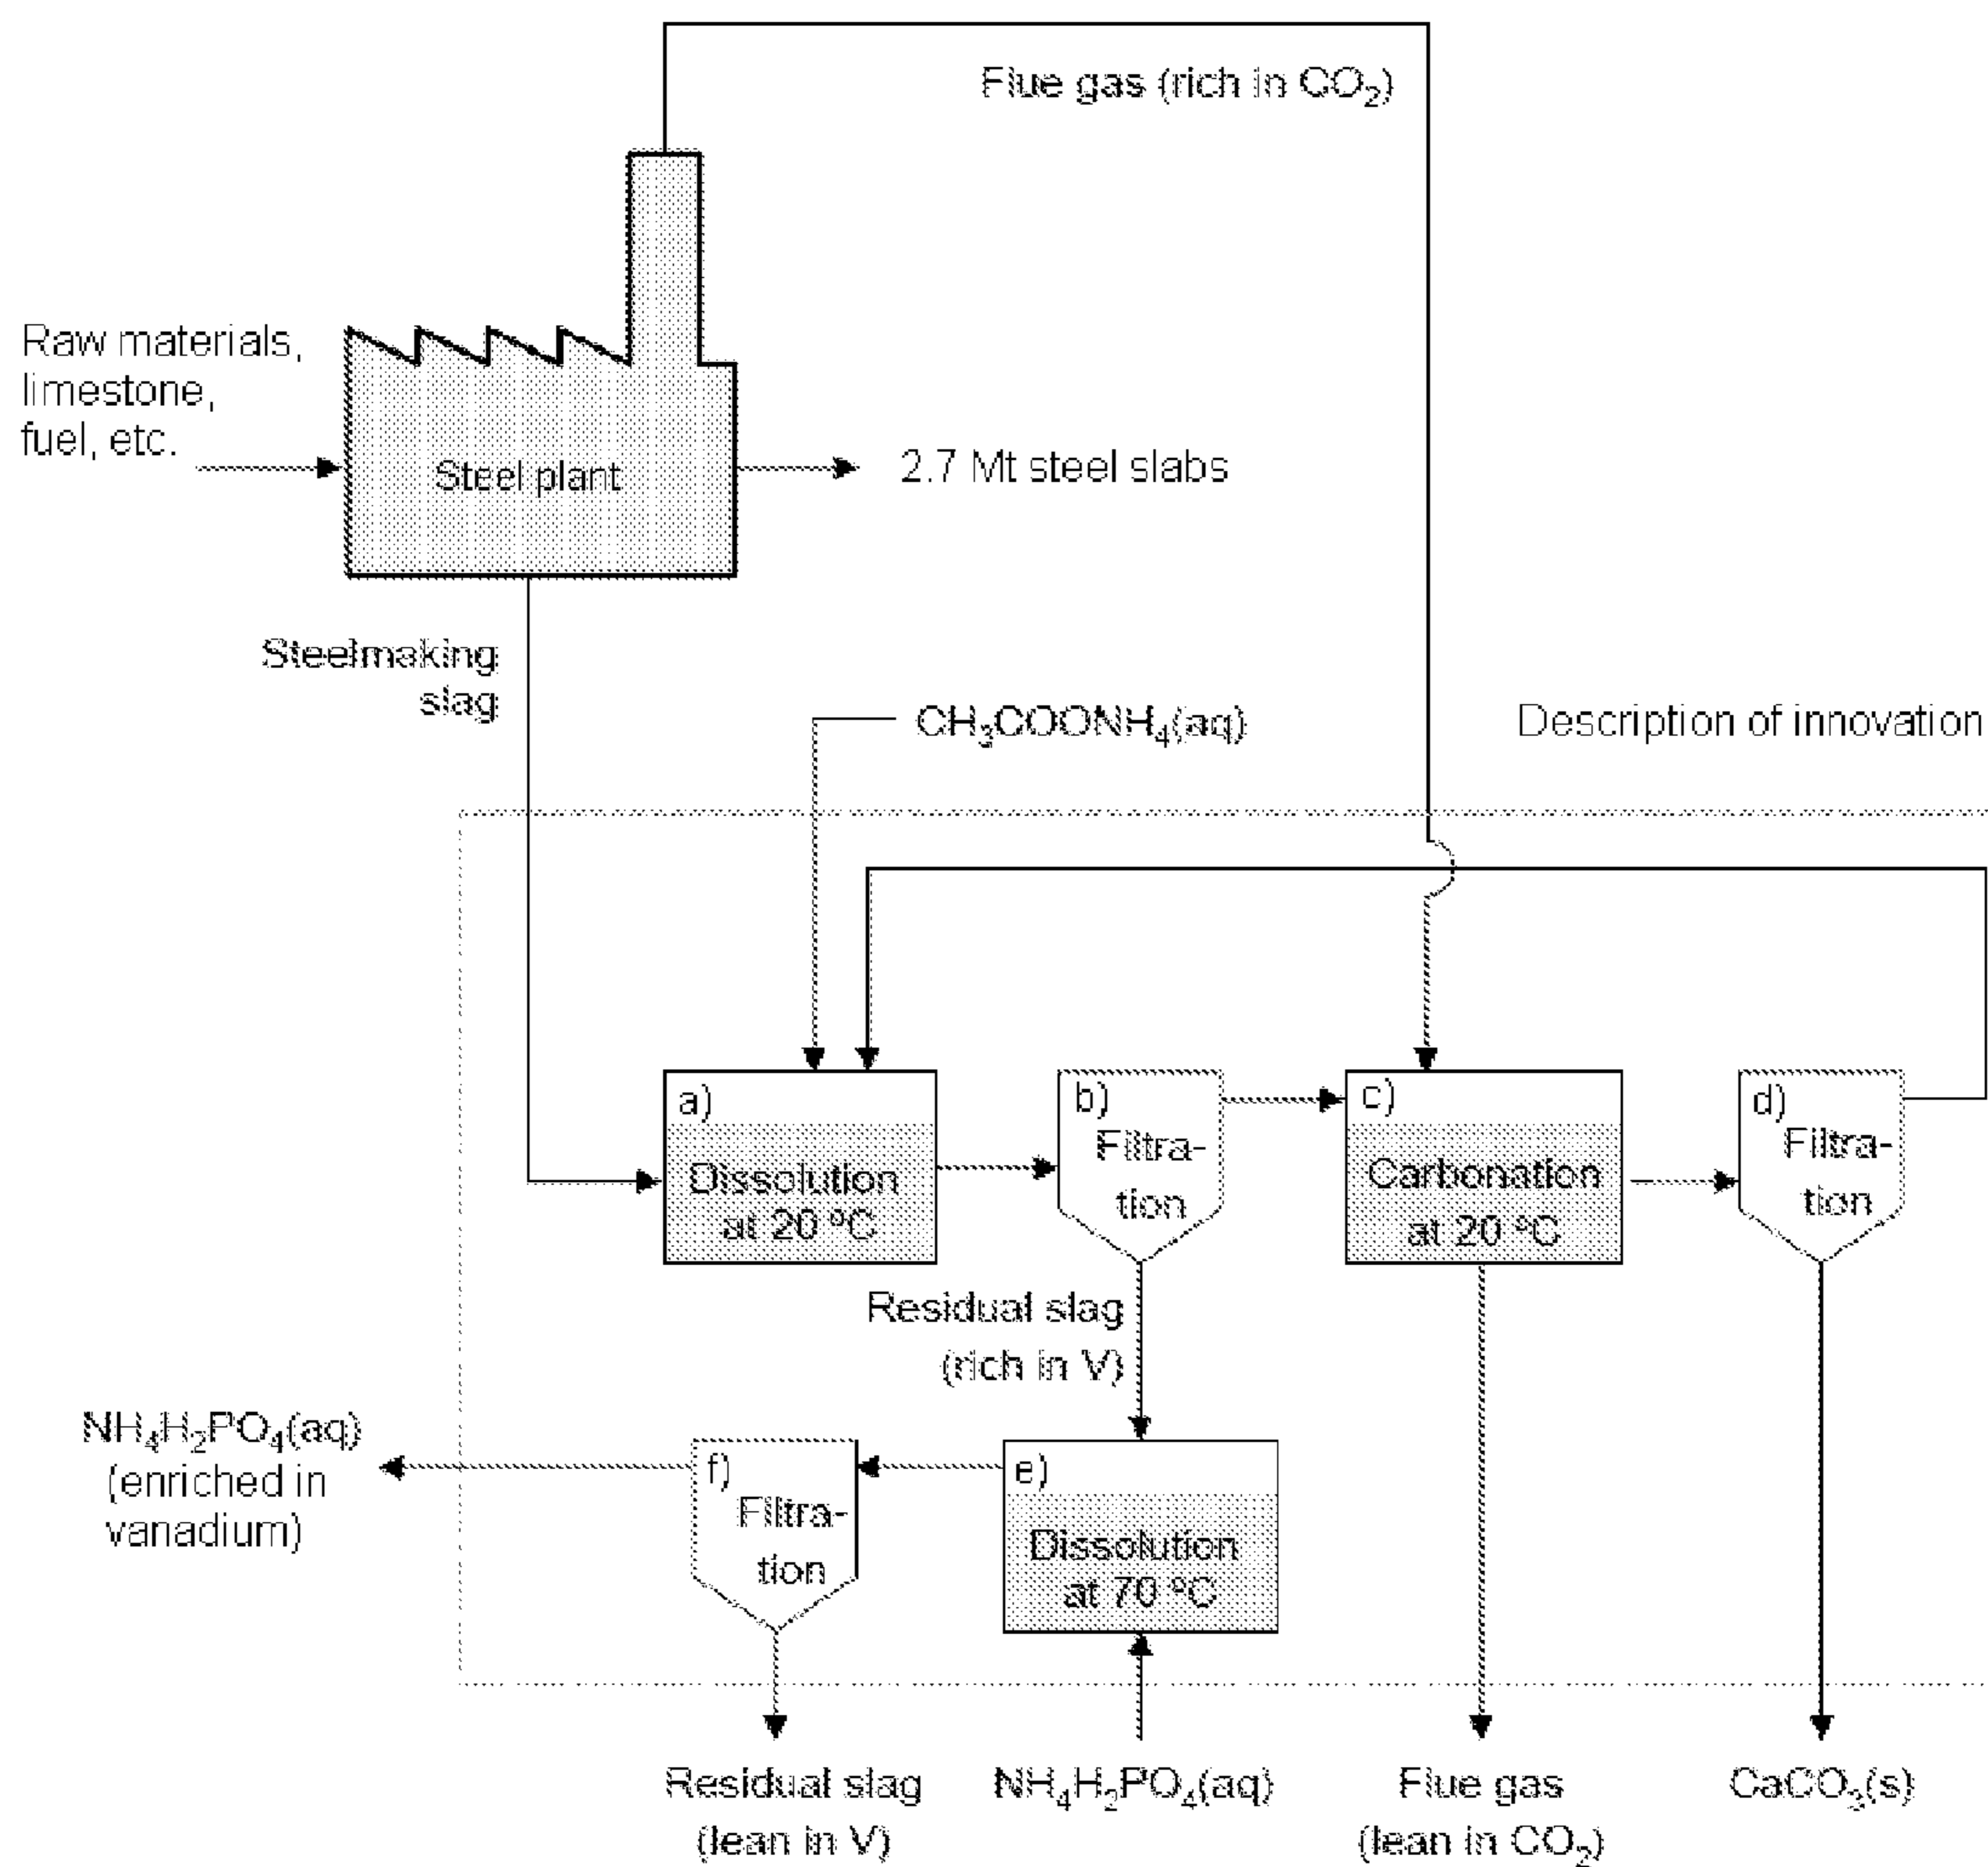 Flue gas (rich in CO₂)
Raw materials,
limestone,
fuel, etc.
Steel plant
2.7 Mt steel slabs
Steelmaking
slag
CH₃COONH₄(aq)
Description of innovation
a)
Dissolution
at 20 ºC
b)
Filtra-
tion
c)
Carbonation
at 20 ºC
d)
Filtra-
tion
Residual slag
(rich in V)
NH₄H₂PO₄(aq)
(enriched in
vanadium)
f)
Filtra-
tion
e)
Dissolution
at 70 ºC
Residual slag
(lean in V)
NH₄H₂PO₄(aq)
Flue gas
(lean in CO₂)
CaCO₃(s)